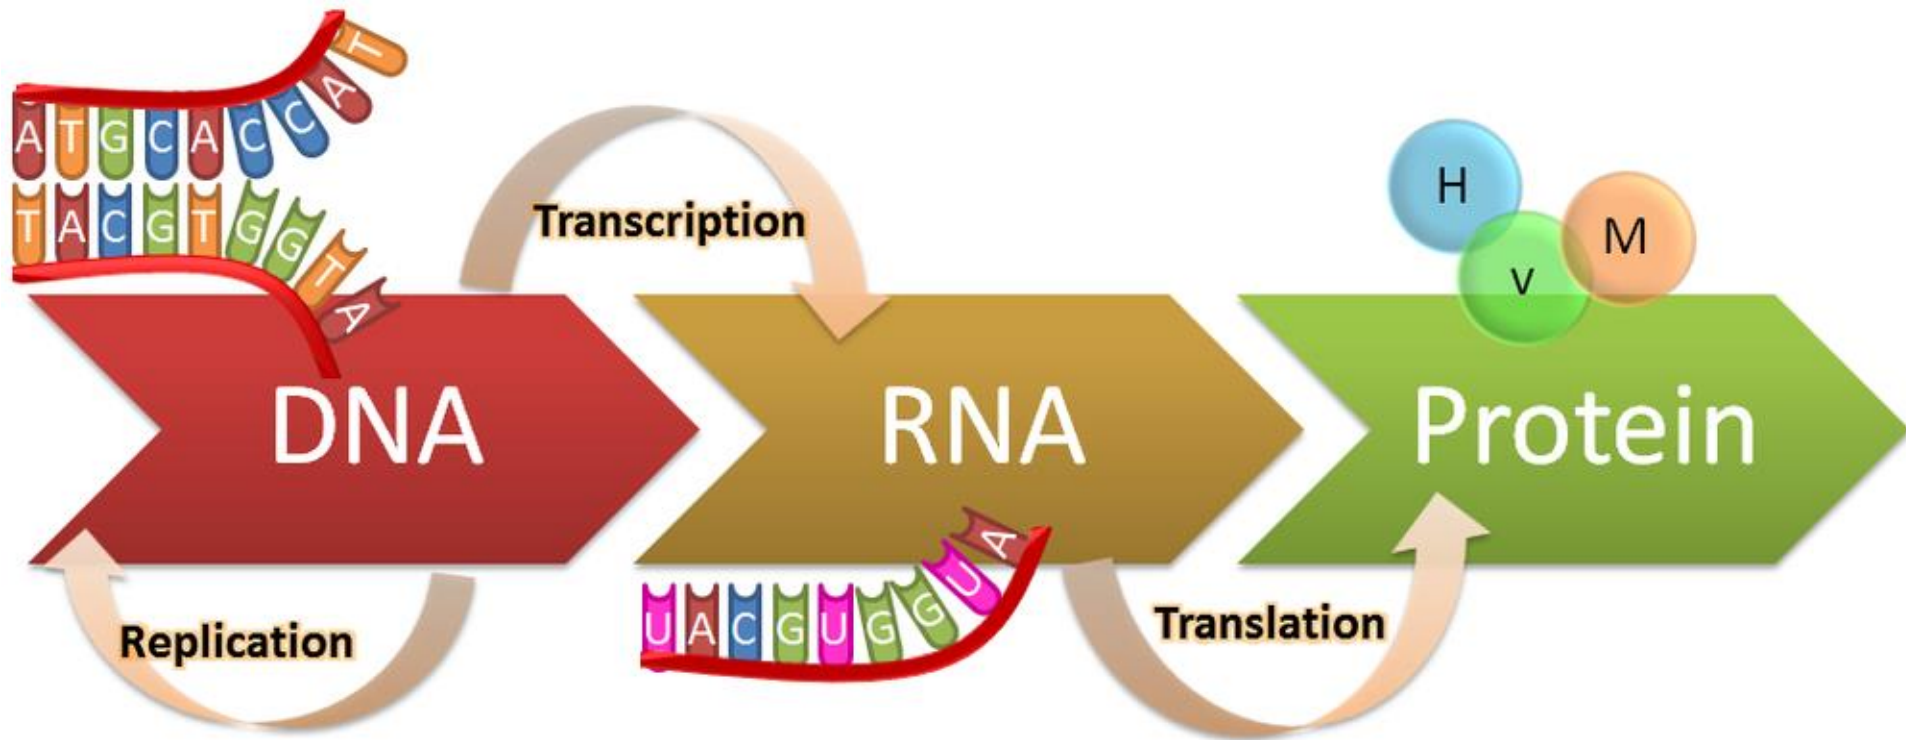 ATGCACCAT
TACGTGGTA
Transcription
H
V
M
DNA
RNA
Protein
Replication
UACGUGGUA
Translation